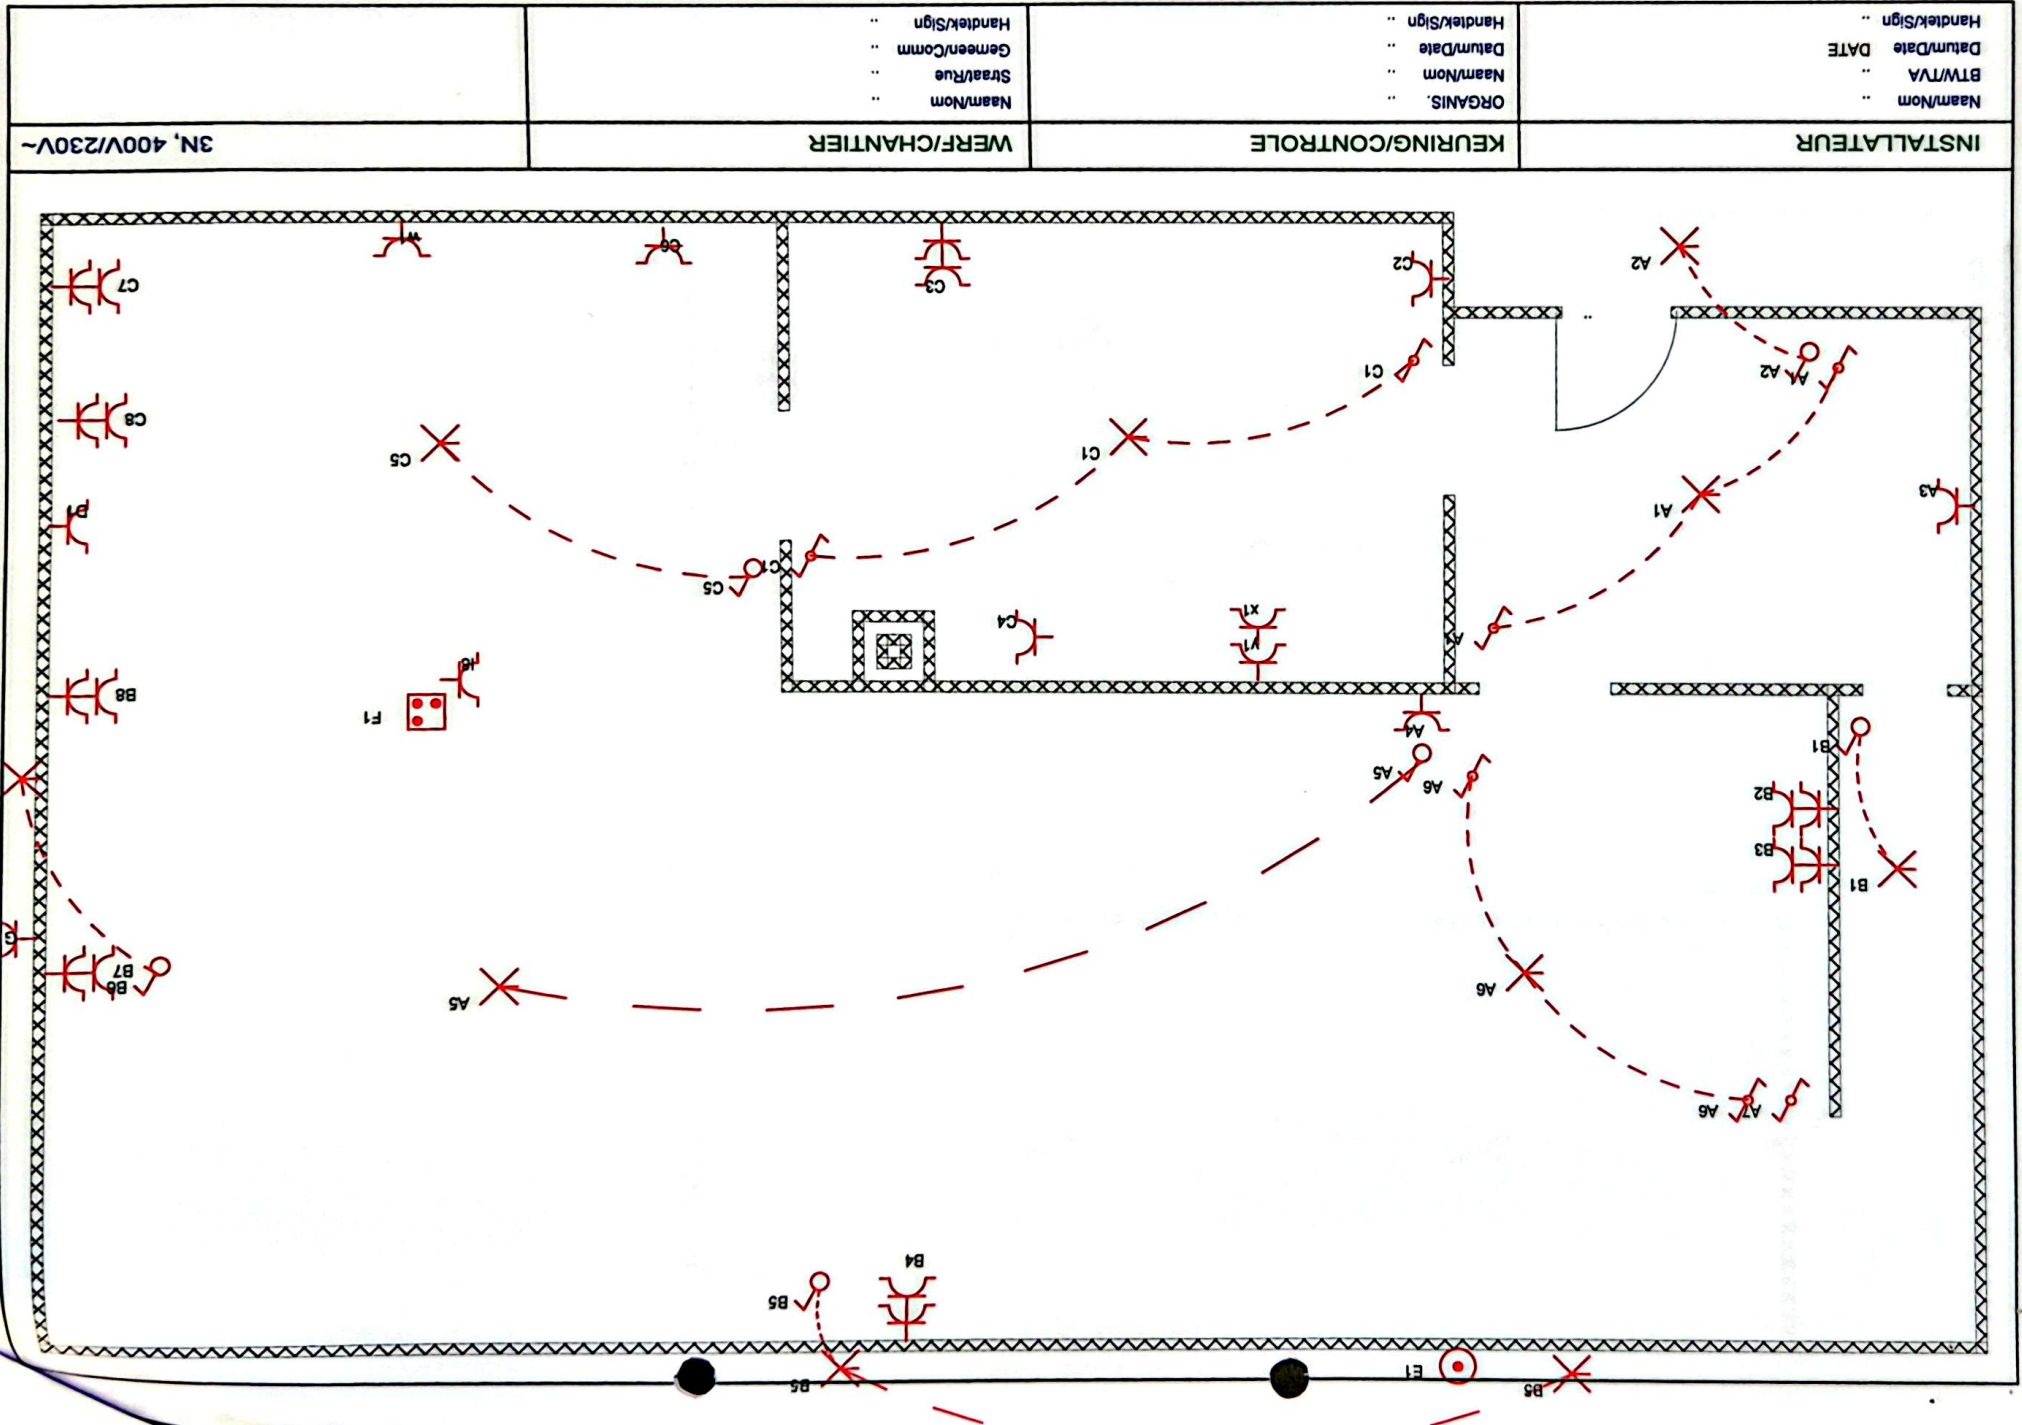 B5
E1
B5
B4
B5
A7
A6
A5
A6
B6
B7
G
B1
B3
B2
A6
A5
B1
A4
F1
B8
Y1
A1
C4
X1
C5
C1
D1
A1
A3
C5
C1
C8
A1
A2
C1
C3
C7
A2
C2
C6
W1
INSTALLATEUR
Naam/Nom ..
BTW/TVA ..
Datum/Date DATE
Handtek/Sign ..
KEURING/CONTROLE
ORGANIS. ..
Naam/Nom ..
Datum/Date ..
Handtek/Sign ..
WERF/CHANTIER
Naam/Nom ..
Straat/Rue ..
Gemeen/Comm ..
Handtek/Sign ..
3N, 400V/230V~